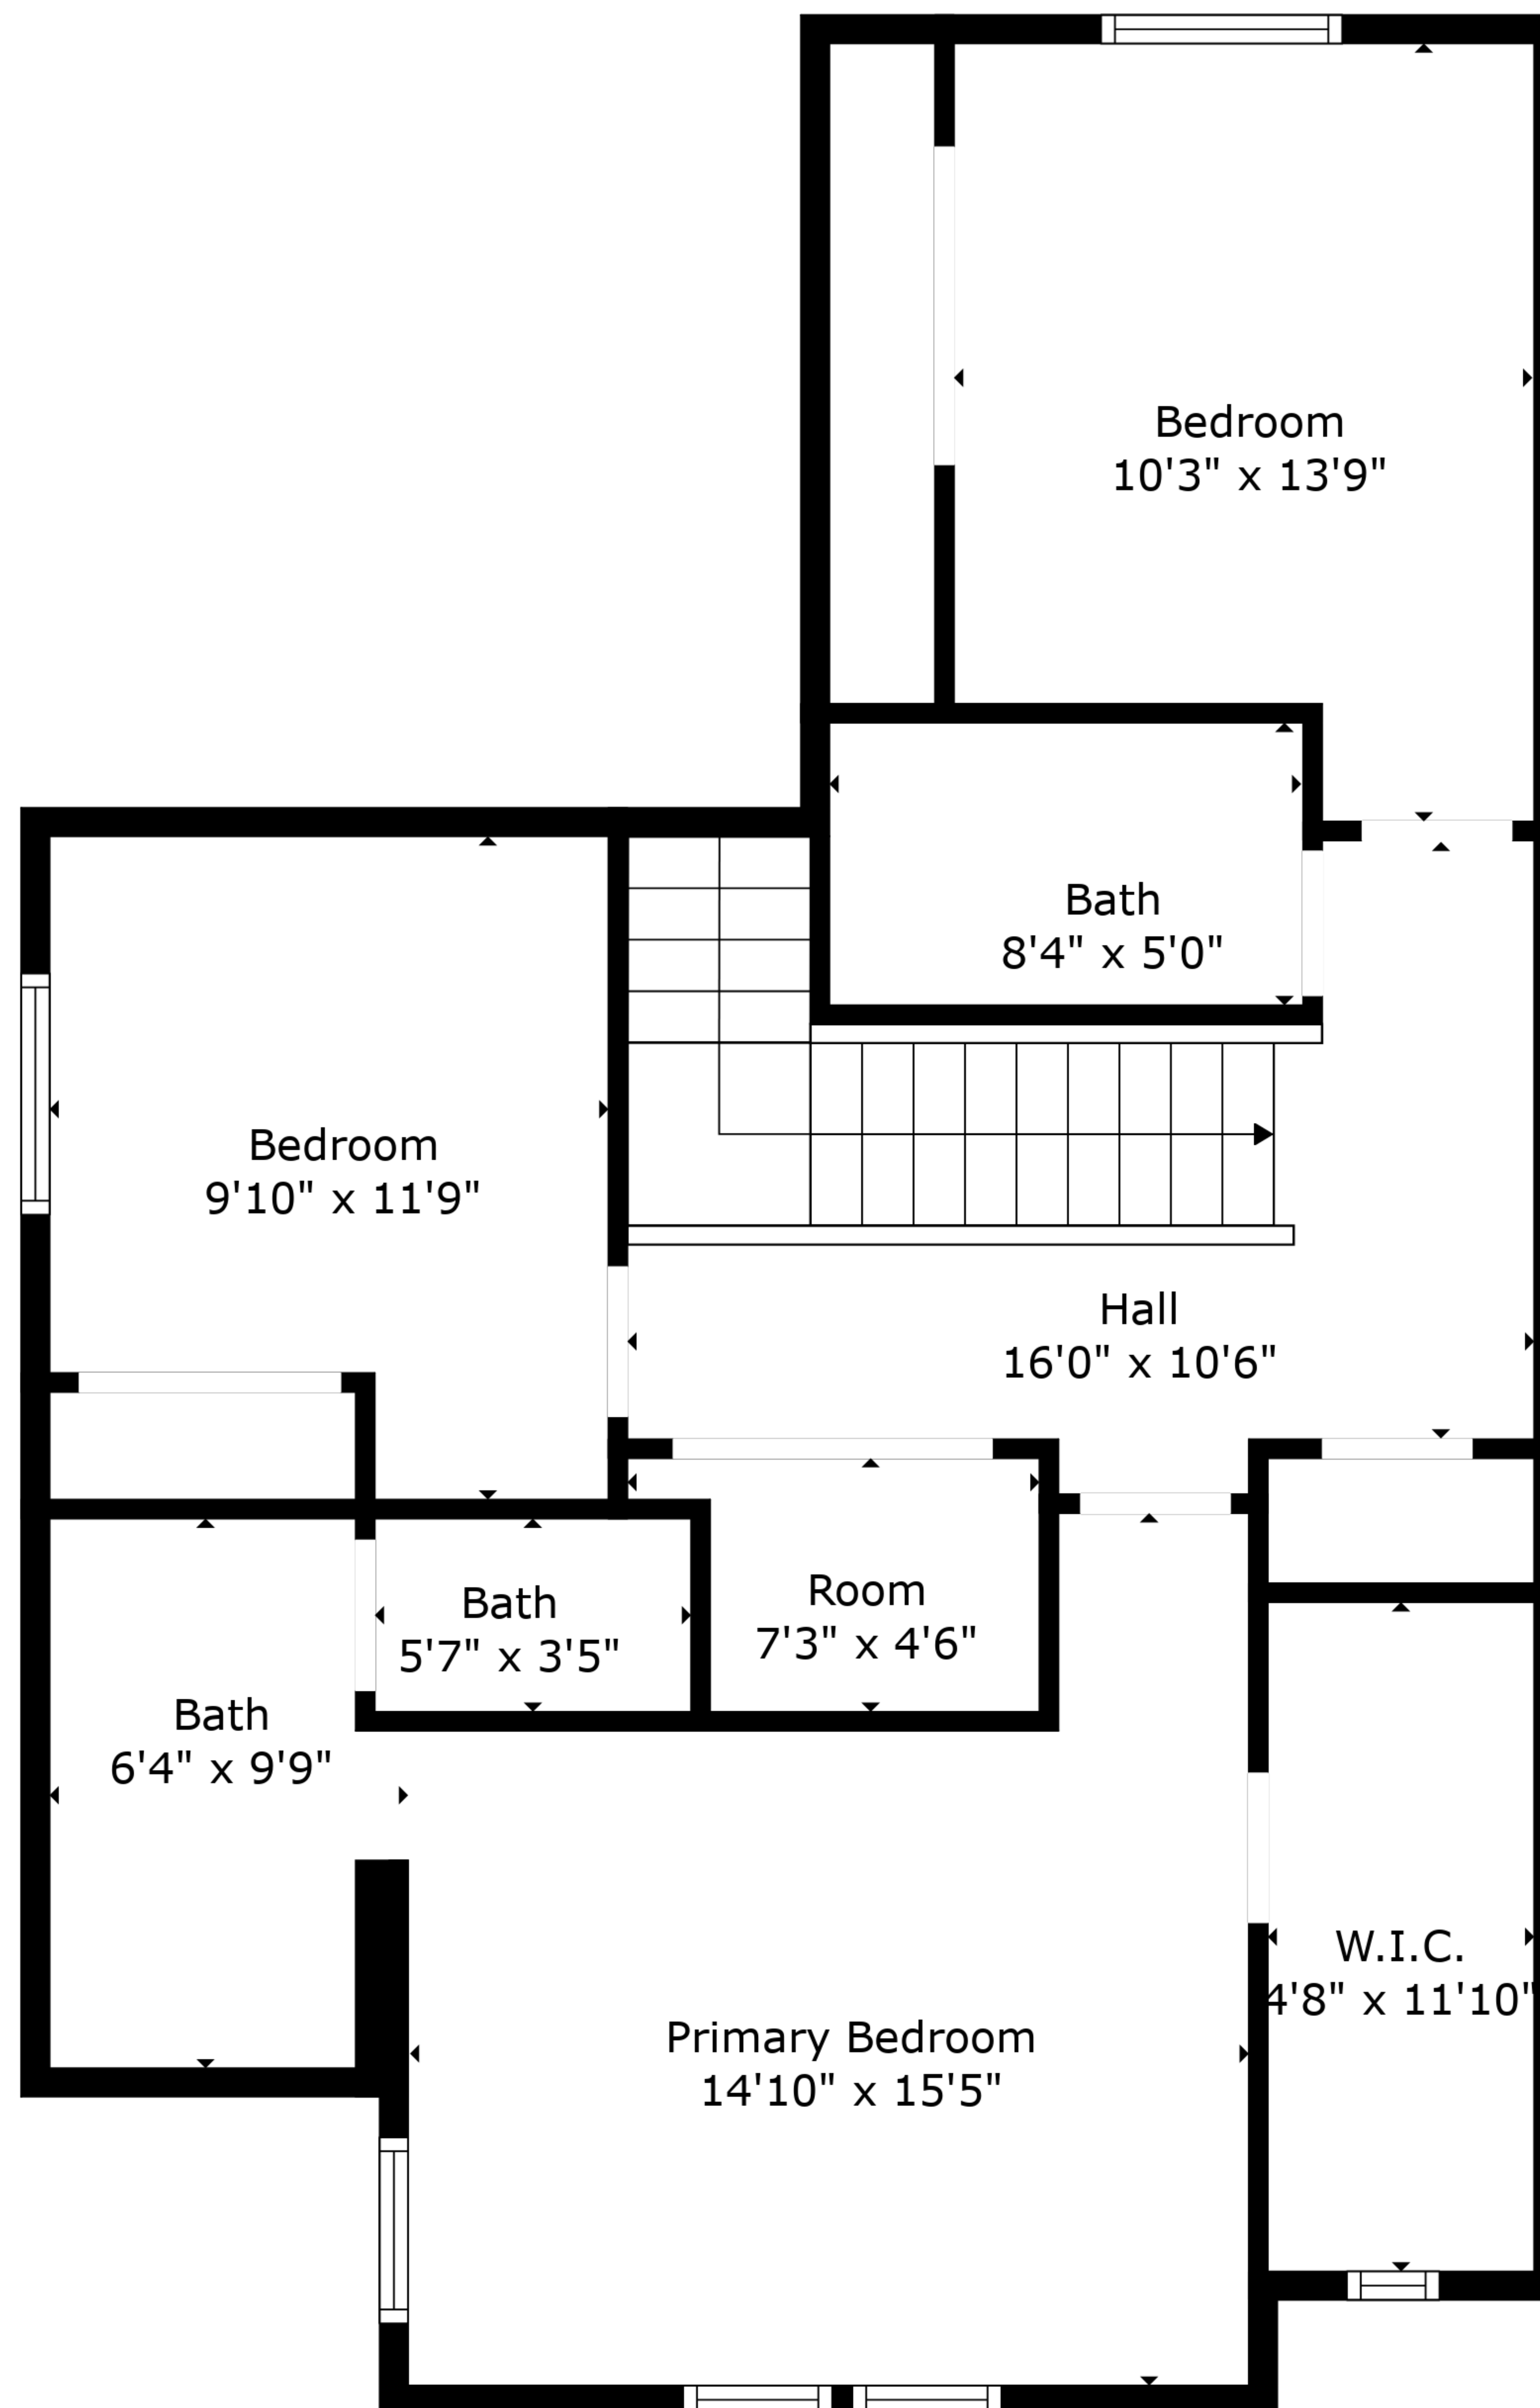 Bedroom
10'3" x 13'9"
Bath
8'4" x 5'0"
Bedroom
9'10" x 11'9"
Hall
16'0" x 10'6"
Room
7'3" x 4'6"
Bath
5'7" x 3'5"
Bath
6'4" x 9'9"
W.I.C.
4'8" x 11'10"
Primary Bedroom
14'10" x 15'5"